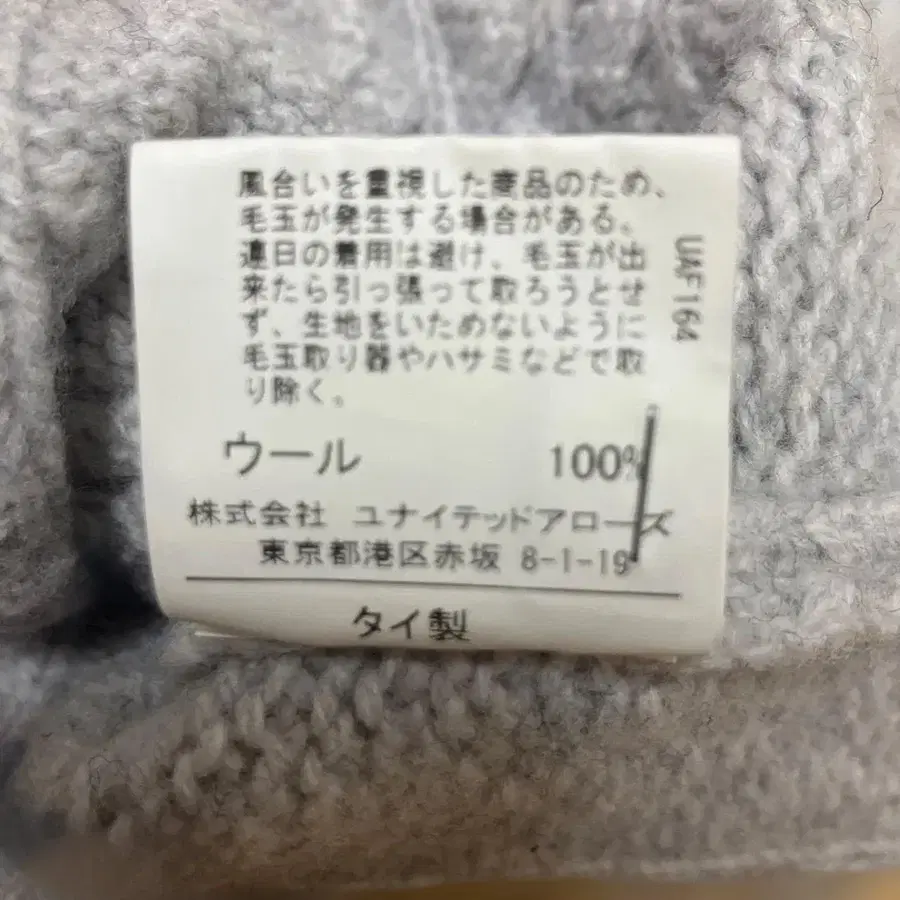 風合いを重視した商品のため、
毛玉が発生する場合がある。
連日の着用は避け、毛玉が出
来たら引っ張って取ろうとせ
ず、生地をいためないように
毛玉取り器やハサミなどで取
り除く。
UAF164
ウール 100%
株式会社 ユナイテッドアローズ
東京都港区赤坂 8-1-19
タイ製